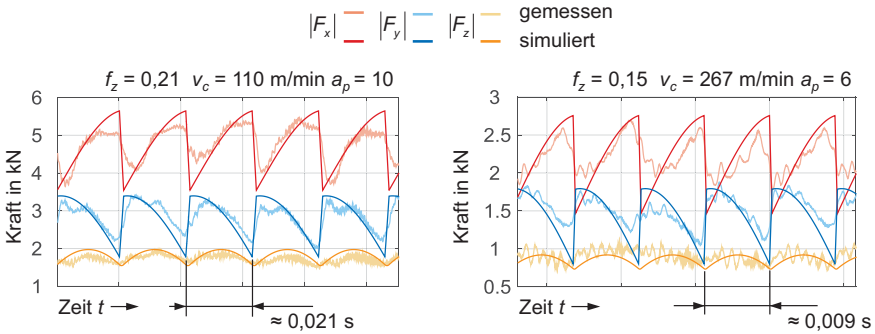 |F_x| |F_y| |F_z| gemessen
simuliert
f_z = 0,21 v_c = 110 m/min a_p = 10
6
5
4
3
2
1
Kraft in kN
Zeit t
≈ 0,021 s
f_z = 0,15 v_c = 267 m/min a_p = 6
3
2.5
2
1.5
1
0.5
Kraft in kN
Zeit t
≈ 0,009 s